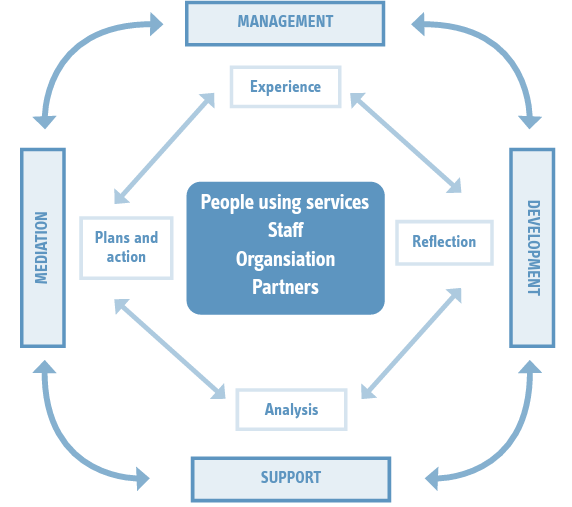 MANAGEMENT
Experience
MEDIATION
Plans and
action
People using services
Staff
Organsiation
Partners
Reflection
DEVELOPMENT
Analysis
SUPPORT